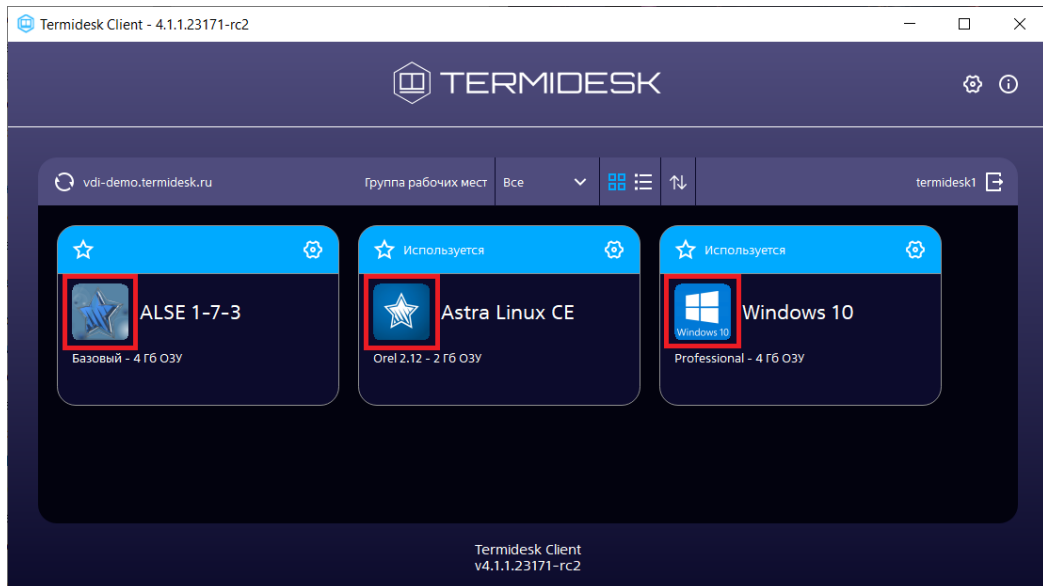 Termidesk Client - 4.1.1.23171-rc2
TERMIDESK
vdi-demo.termidesk.ru Группа рабочих мест Все termidesk1
Используется Используется
ALSE 1-7-3 Astra Linux CE Windows 10 Windows 10
Базовый - 4 Гб ОЗУ Orel 2.12 - 2 Гб ОЗУ Professional - 4 Гб ОЗУ
Termidesk Client
v4.1.1.23171-rc2